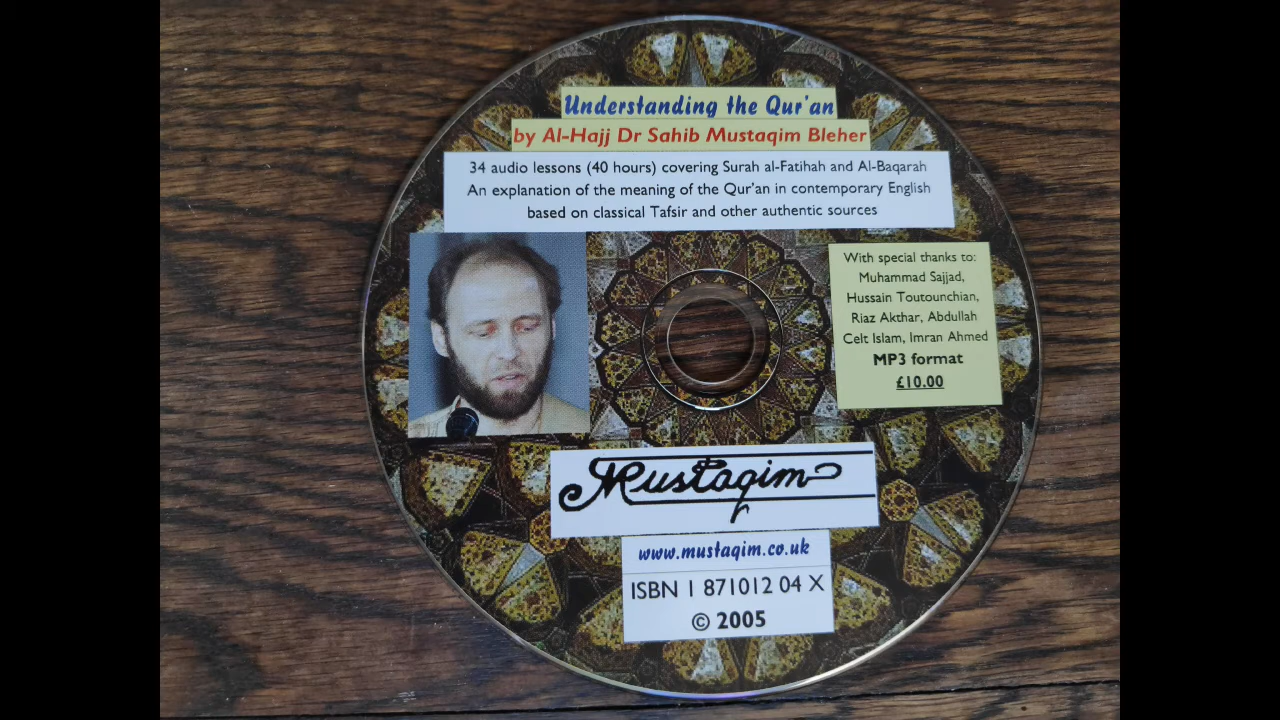 Understanding the Qur'an
by Al-Hajj Dr Sahib Mustaqim Bleher
34 audio lessons (40 hours) covering Surah al-Fatihah and Al-Baqarah
An explanation of the meaning of the Qur'an in contemporary English
based on classical Tafsir and other authentic sources
With special thanks to:
Muhammad Sajjad,
Hussain Toutounchian,
Riaz Akthar, Abdullah
Celt Islam, Imran Ahmed
MP3 format
£10.00
Mustaqim
www.mustaqim.co.uk
ISBN 1 871012 04 X
© 2005